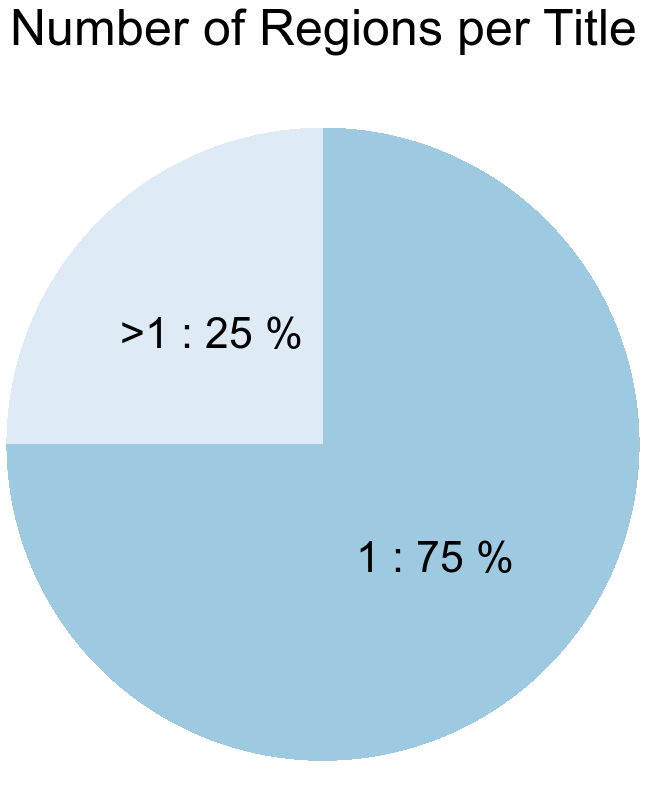 Number of Regions per Title
>1 : 25 %
1 : 75 %